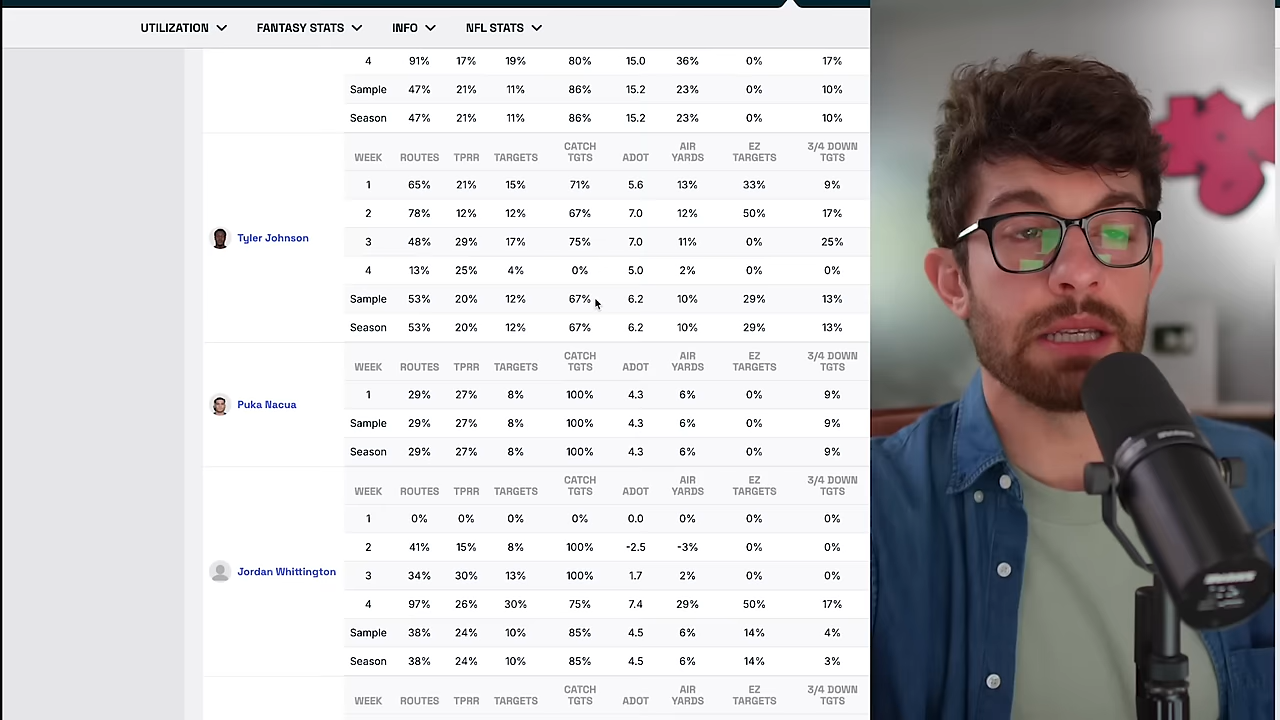 UTILIZATION FANTASY STATS INFO NFL STATS
4 91% 17% 19% 80% 15.0 36% 0% 17%
Sample 47% 21% 11% 86% 15.2 23% 0% 10%
Season 47% 21% 11% 86% 15.2 23% 0% 10%
WEEK ROUTES TPRR TARGETS CATCH TGTS ADOT AIR YARDS EZ TARGETS 3/4 DOWN TGTS
1 65% 21% 15% 71% 5.6 13% 33% 9%
2 78% 12% 12% 67% 7.0 12% 50% 17%
Tyler Johnson
3 48% 29% 17% 75% 7.0 11% 0% 25%
4 13% 25% 4% 0% 5.0 2% 0% 0%
Sample 53% 20% 12% 67% 6.2 10% 29% 13%
Season 53% 20% 12% 67% 6.2 10% 29% 13%
WEEK ROUTES TPRR TARGETS CATCH TGTS ADOT AIR YARDS EZ TARGETS 3/4 DOWN TGTS
1 29% 27% 8% 100% 4.3 6% 0% 9%
Puka Nacua
Sample 29% 27% 8% 100% 4.3 6% 0% 9%
Season 29% 27% 8% 100% 4.3 6% 0% 9%
WEEK ROUTES TPRR TARGETS CATCH TGTS ADOT AIR YARDS EZ TARGETS 3/4 DOWN TGTS
1 0% 0% 0% 0% 0.0 0% 0% 0%
2 41% 15% 8% 100% -2.5 -3% 0% 0%
Jordan Whittington
3 34% 30% 13% 100% 1.7 2% 0% 0%
4 97% 26% 30% 75% 7.4 29% 50% 17%
Sample 38% 24% 10% 85% 4.5 6% 14% 4%
Season 38% 24% 10% 85% 4.5 6% 14% 3%
WEEK ROUTES TPRR TARGETS CATCH TGTS ADOT AIR YARDS EZ TARGETS 3/4 DOWN TGTS